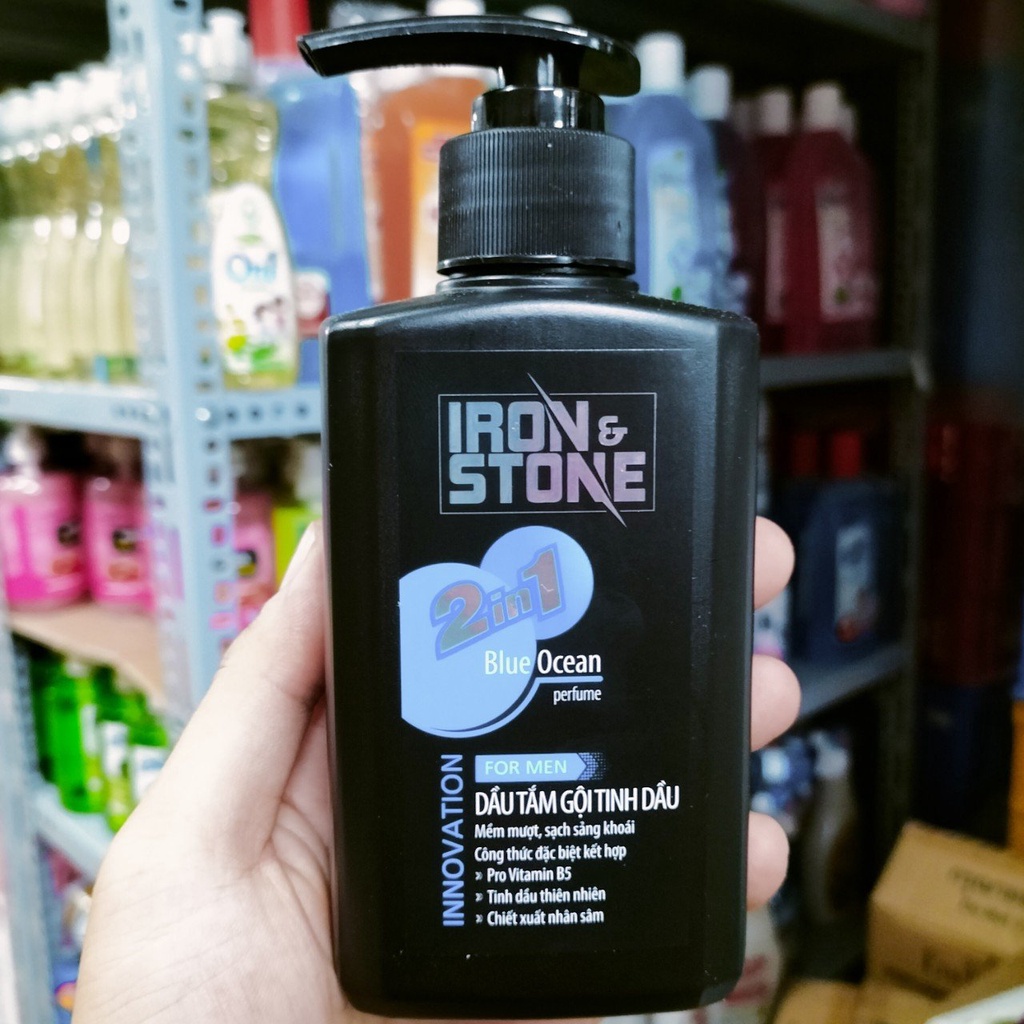 IRON &
STONE
2in1
Blue Ocean
perfume
INNOVATION
FOR MEN
DẦU TẮM GỘI TINH DẦU
Mềm mượt, sạch sảng khoái
Công thức đặc biệt kết hợp
» Pro Vitamin B5
» Tinh dầu thiên nhiên
» Chiết xuất nhân sâm